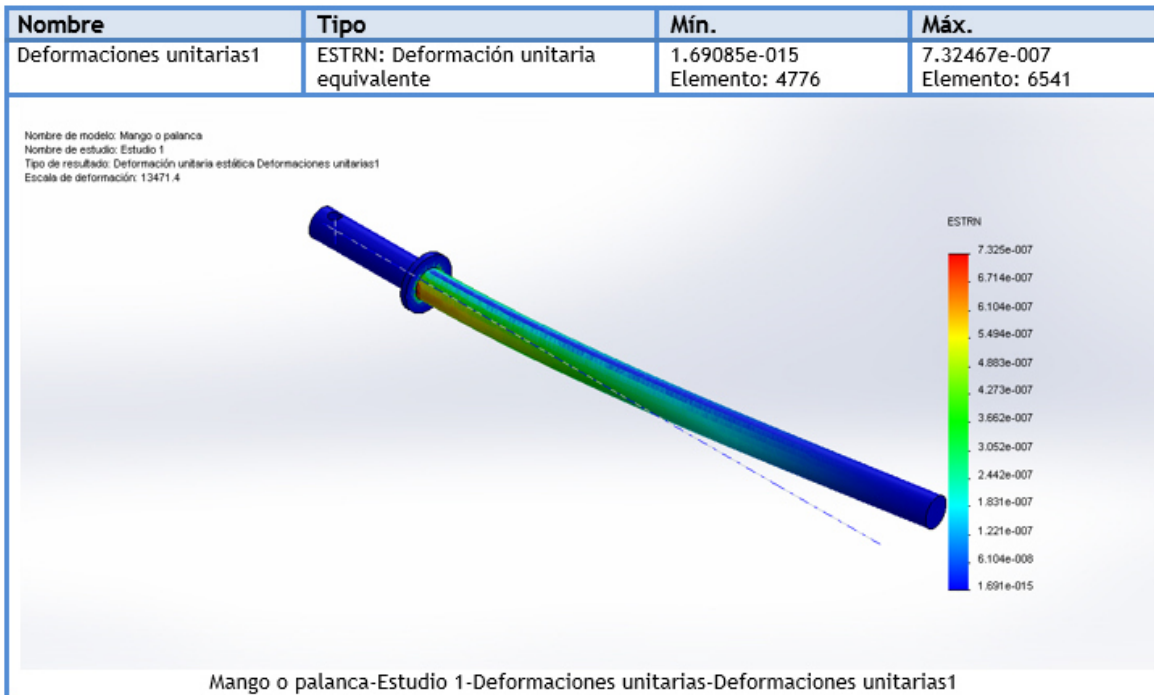 Nombre Tipo Mín. Máx.
Deformaciones unitarias1 ESTRN: Deformación unitaria 1.69085e-015 7.32467e-007
equivalente Elemento: 4776 Elemento: 6541
Nombre de modelo: Mango o palanca
Nombre de estudio: Estudio 1
Tipo de resultado: Deformación unitaria estática Deformaciones unitarias1
Escala de deformación: 13471.4
ESTRN
7.325e-007
6.714e-007
6.104e-007
5.494e-007
4.883e-007
4.273e-007
3.662e-007
3.052e-007
2.442e-007
1.831e-007
1.221e-007
6.104e-008
1.691e-015
Mango o palanca-Estudio 1-Deformaciones unitarias-Deformaciones unitarias1